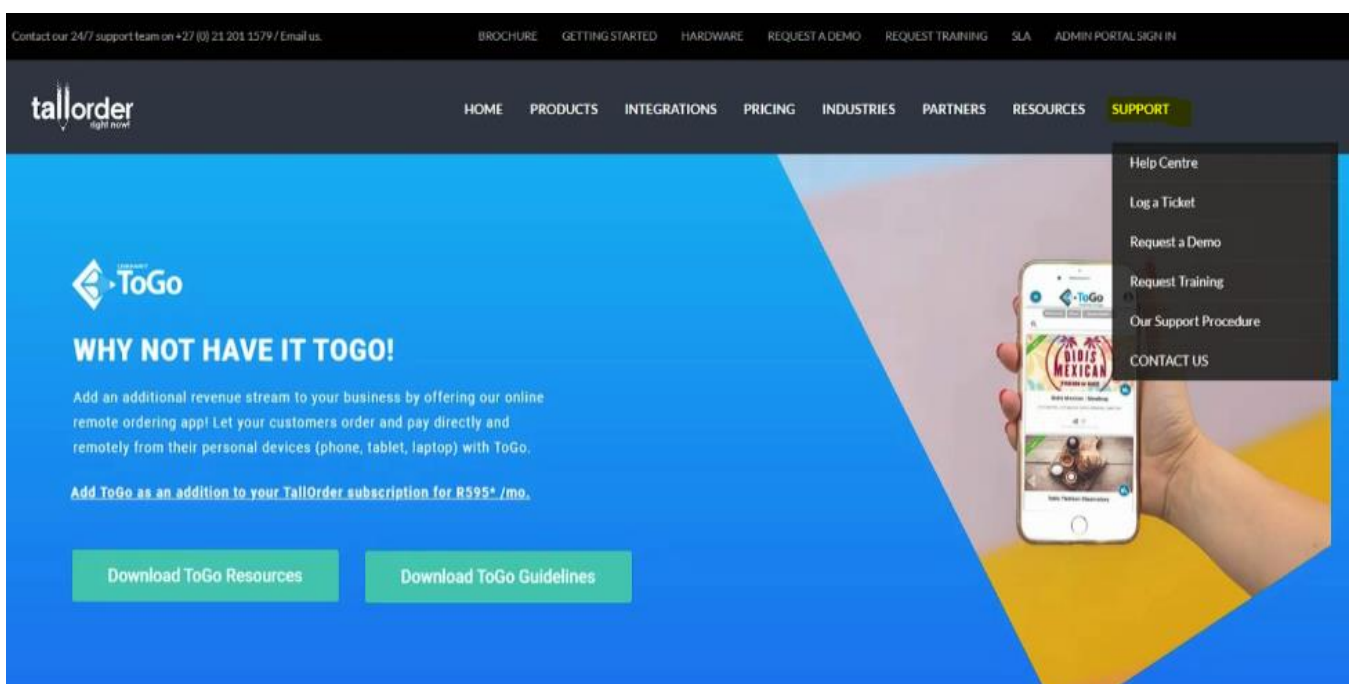 Contact our 24/7 support team on +27 (0) 21 201 1579 / Email us.
BROCHURE GETTING STARTED HARDWARE REQUEST A DEMO REQUEST TRAINING SLA ADMIN PORTAL SIGN IN
tallorder
right now!
HOME PRODUCTS INTEGRATIONS PRICING INDUSTRIES PARTNERS RESOURCES SUPPORT
Help Centre
Log a Ticket
Request a Demo
Request Training
Our Support Procedure
CONTACT US
ToGo
WHY NOT HAVE IT TOGO!
Add an additional revenue stream to your business by offering our online
remote ordering app! Let your customers order and pay directly and
remotely from their personal devices (phone, tablet, laptop) with ToGo.
Add ToGo as an addition to your TallOrder subscription for R595* /mo.
Download ToGo Resources
Download ToGo Guidelines
ToGo
DIDIS
MEXICAN